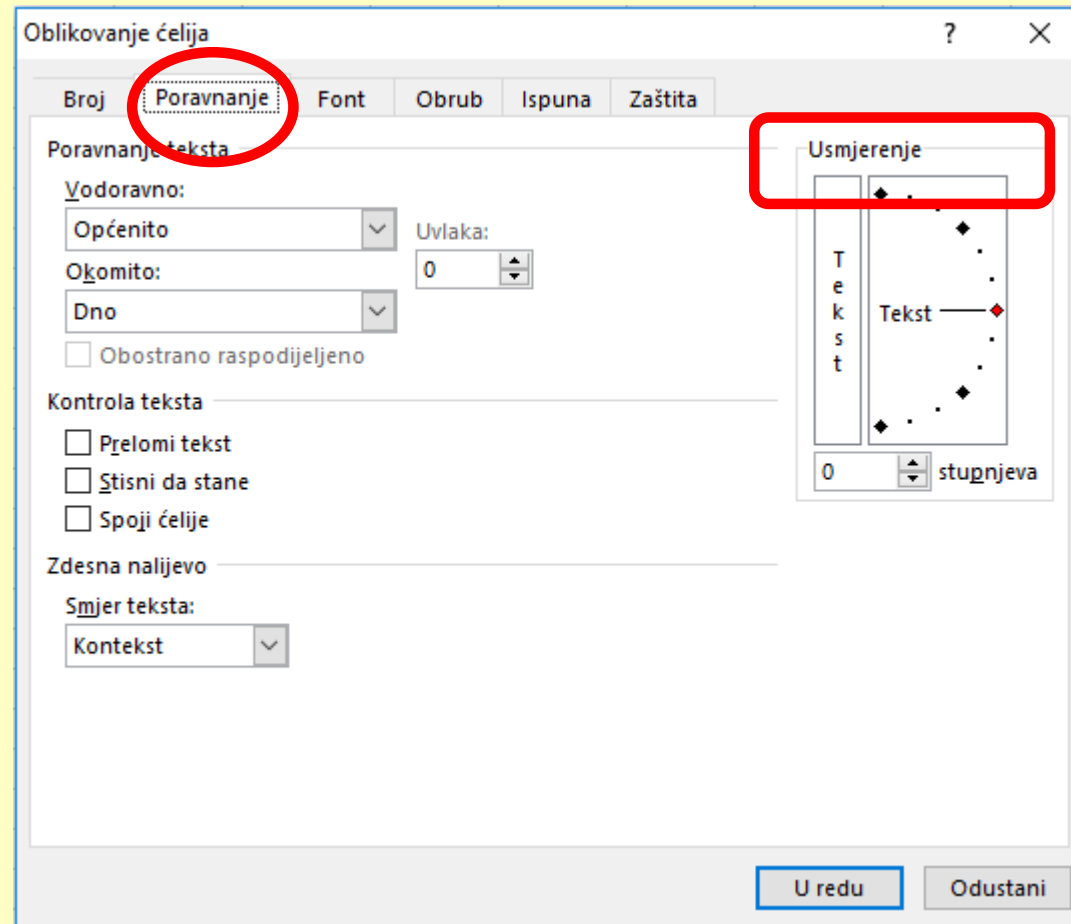 Oblikovanje ćelija ?
Broj Poravnanje Font Obrub Ispuna Zaštita
Poravnanje teksta
Vodoravno:
Općenito
Uvlaka:
0
Okomito:
Dno
Obostrano raspodijeljeno
Kontrola teksta
Prelomi tekst
Stisni da stane
Spoji ćelije
Zdesna nalijevo
Smjer teksta:
Kontekst
Usmjerenje
Tekst
Tekst
0 stupnjeva
U redu Odustani